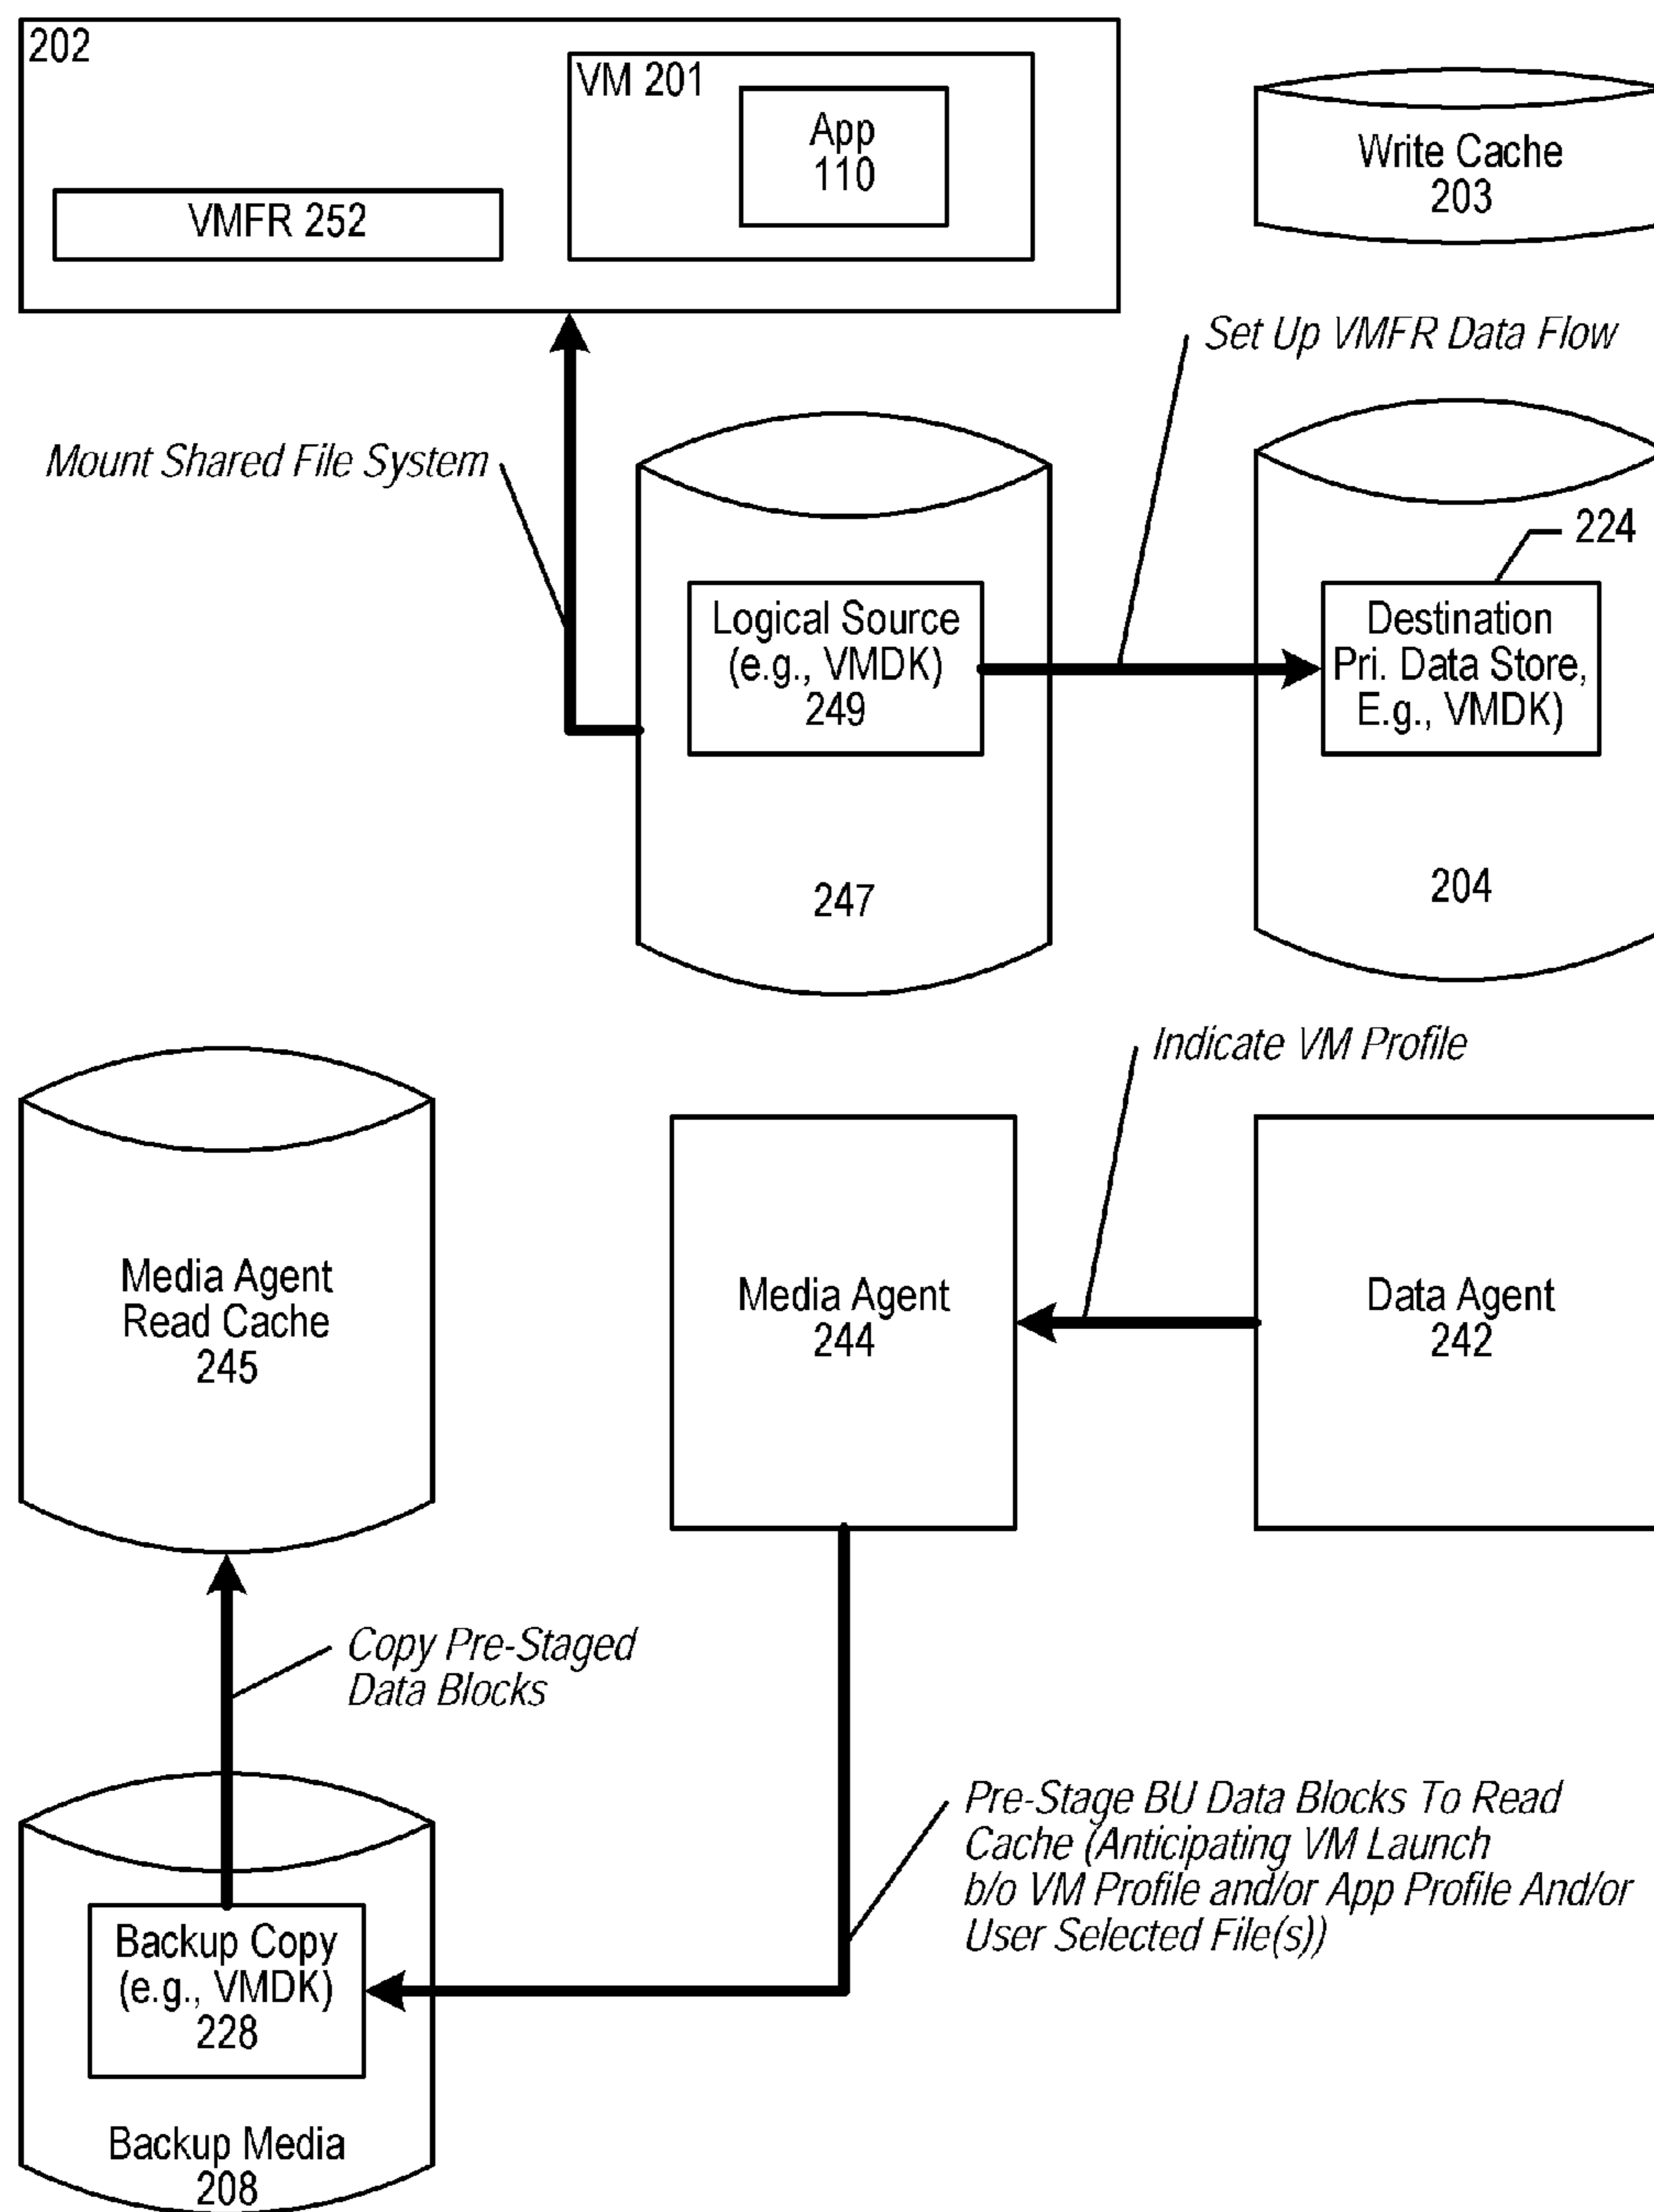 202
VM 201
App
110
VMFR 252
Write Cache
203
Set Up VMFR Data Flow
Mount Shared File System
224
Logical Source
(e.g., VMDK)
249
Destination
Pri. Data Store,
E.g., VMDK)
247
204
Indicate VM Profile
Media Agent
Read Cache
245
Media Agent
244
Data Agent
242
Copy Pre-Staged
Data Blocks
Pre-Stage BU Data Blocks To Read
Cache (Anticipating VM Launch
b/o VM Profile and/or App Profile And/or
User Selected File(s))
Backup Copy
(e.g., VMDK)
228
Backup Media
208